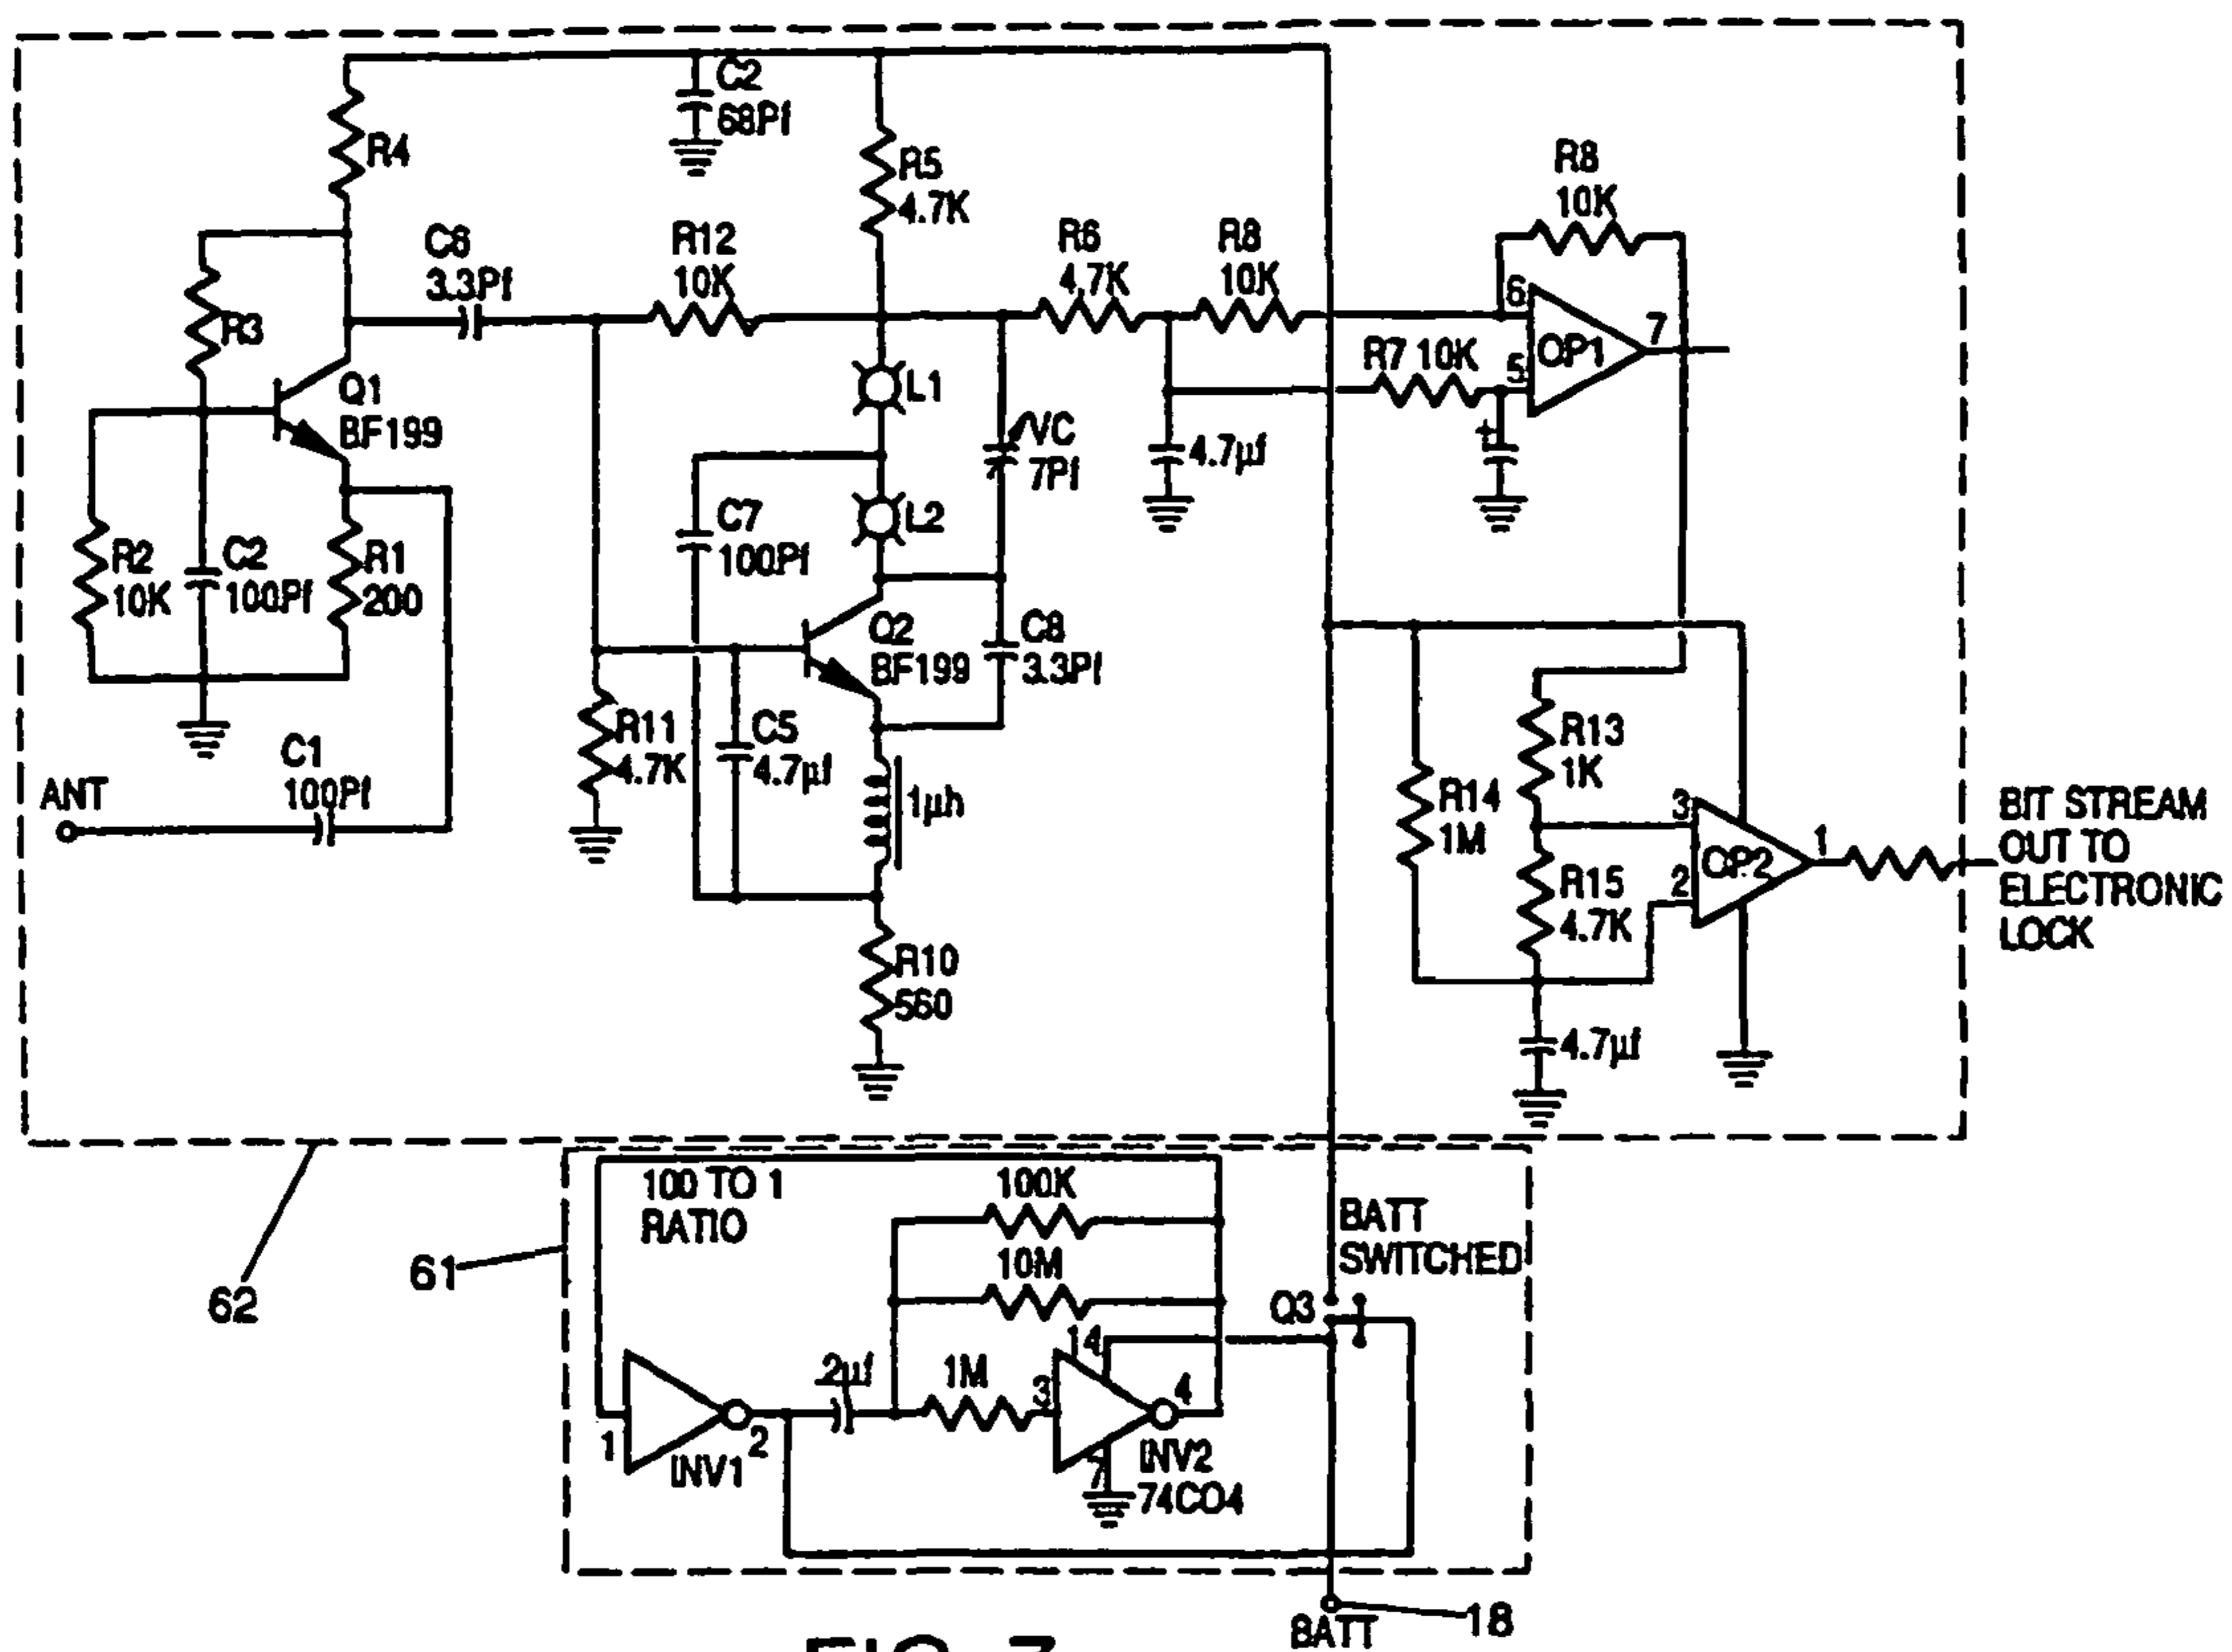 C2
68Pf
R4
R5
4.7K
R8
10K
C6
3.3Pf
R12
10K
R6
4.7K
R8
10K
R3
6
7
OP1
R7 10K
5
L1
Q1
BF199
VC
7Pf
+
4.7µf
L2
C7
100Pf
R2
10K
C2
100Pf
R1
200
Q2
BF199
C8
3.3Pf
R11
4.7K
C5
4.7µf
R13
1K
C1
100Pf
ANT
1µh
R14
1M
3
OP2
1
2
BIT STREAM
OUT TO
ELECTRONIC
LOCK
R15
4.7K
R10
560
4.7µf
100 TO 1
RATIO
100K
BATT
SWITCHED
61
62
10M
Q3
14
.2µf
1M
3
4
1
2
INV1
7
INV2
74CO4
18
BATT